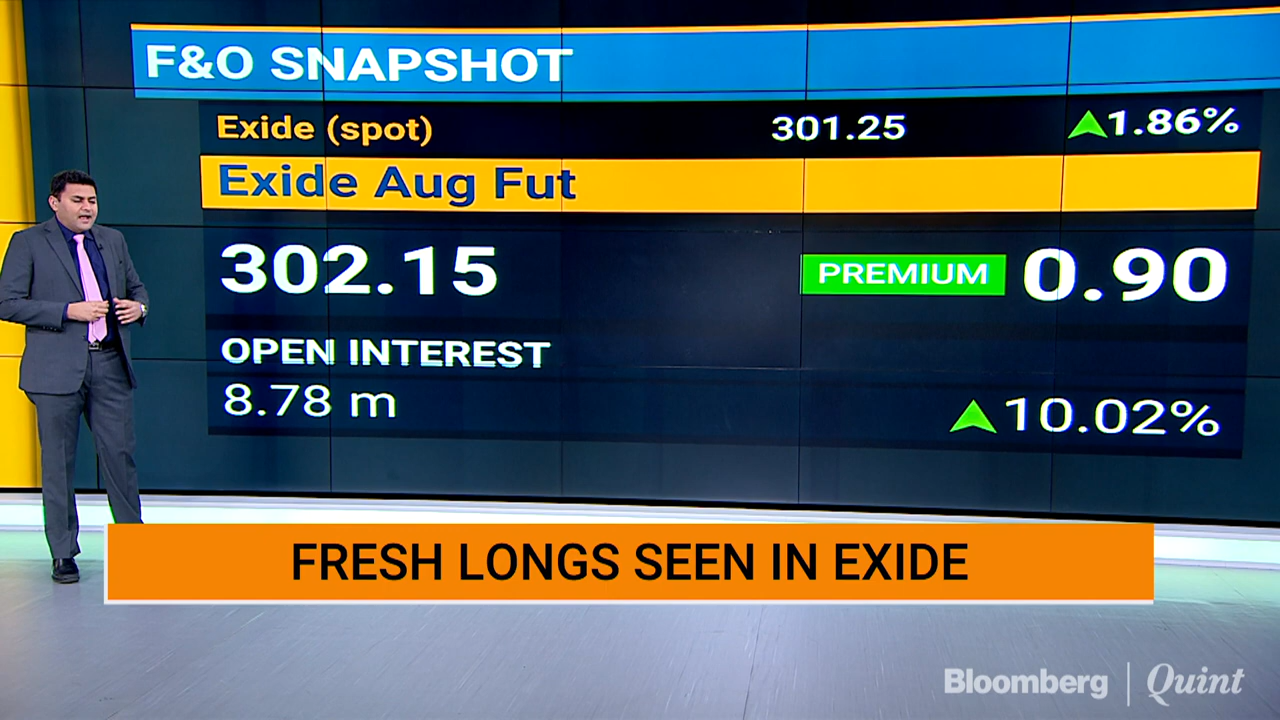 F&O SNAPSHOT
Exide (spot) 301.25 ▲1.86%
Exide Aug Fut
302.15 PREMIUM 0.90
OPEN INTEREST
8.78 m ▲10.02%
FRESH LONGS SEEN IN EXIDE
Bloomberg | Quint